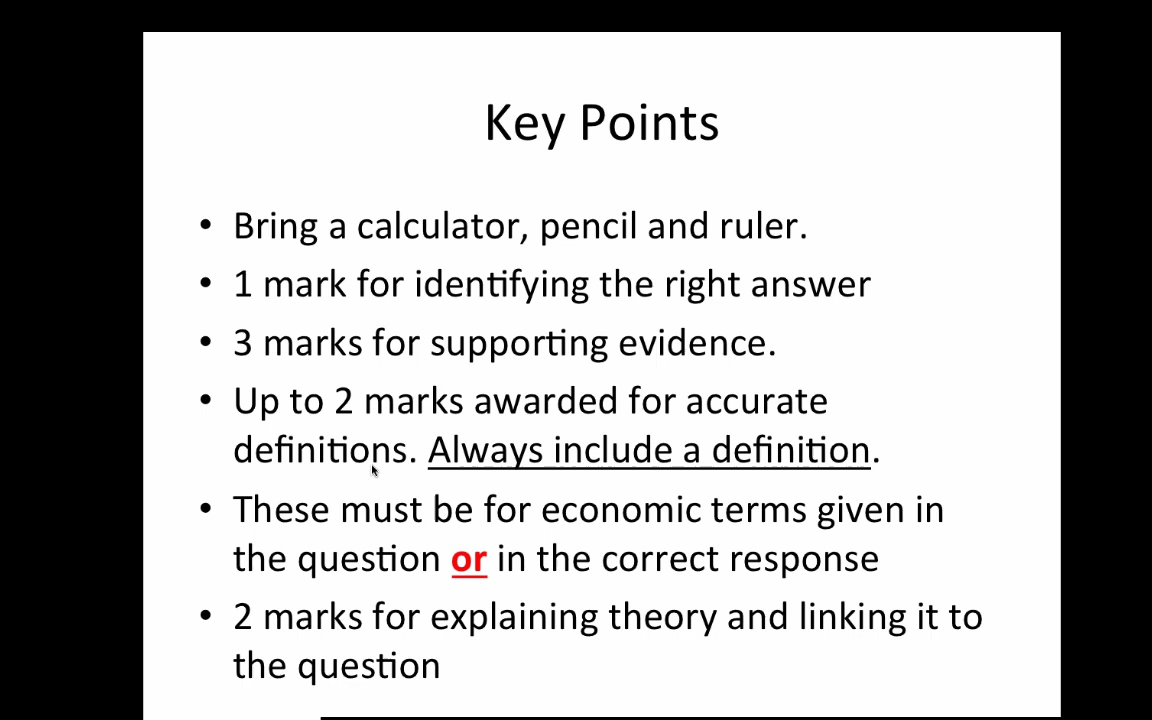 Key Points
• Bring a calculator, pencil and ruler.
• 1 mark for identifying the right answer
• 3 marks for supporting evidence.
• Up to 2 marks awarded for accurate
definitions. Always include a definition.
• These must be for economic terms given in
the question or in the correct response
• 2 marks for explaining theory and linking it to
the question